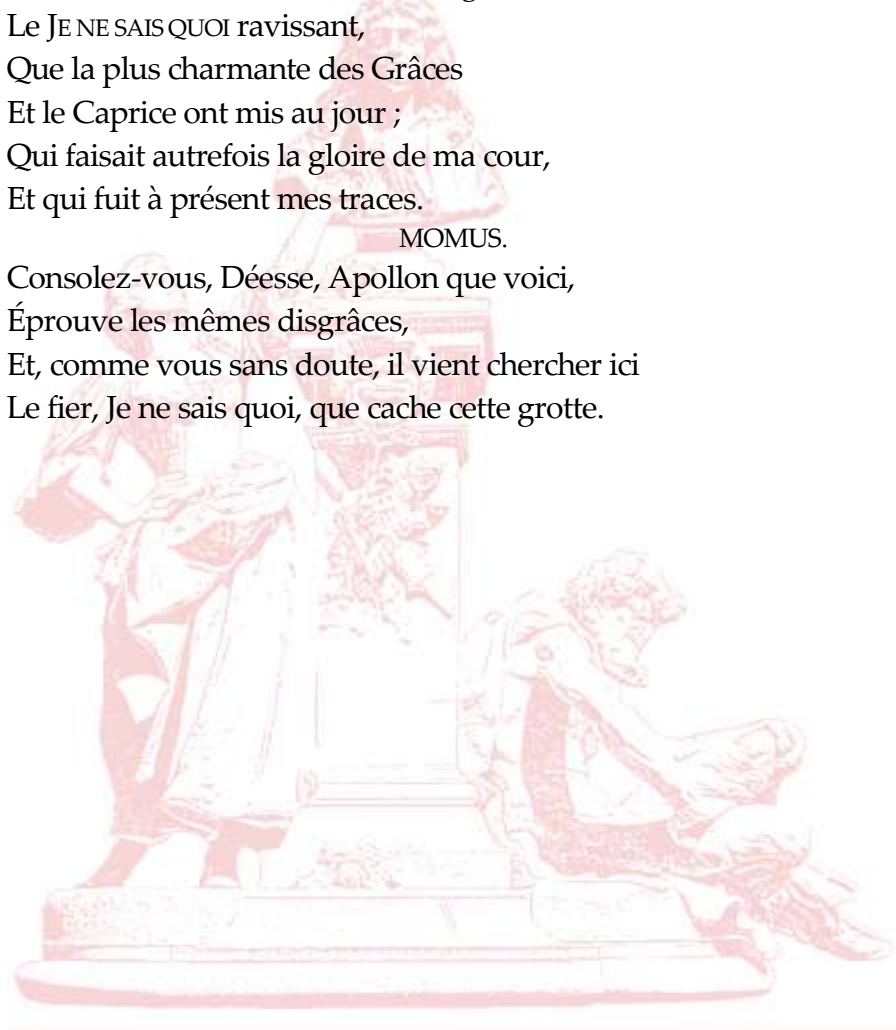 Le JE NE SAIS QUOI ravissant,
Que la plus charmante des Grâces
Et le Caprice ont mis au jour ;
Qui faisait autrefois la gloire de ma cour,
Et qui fuit à présent mes traces.
MOMUS.
Consolez-vous, Déesse, Apollon que voici,
Éprouve les mêmes disgrâces,
Et, comme vous sans doute, il vient chercher ici
Le fier, Je ne sais quoi, que cache cette grotte.